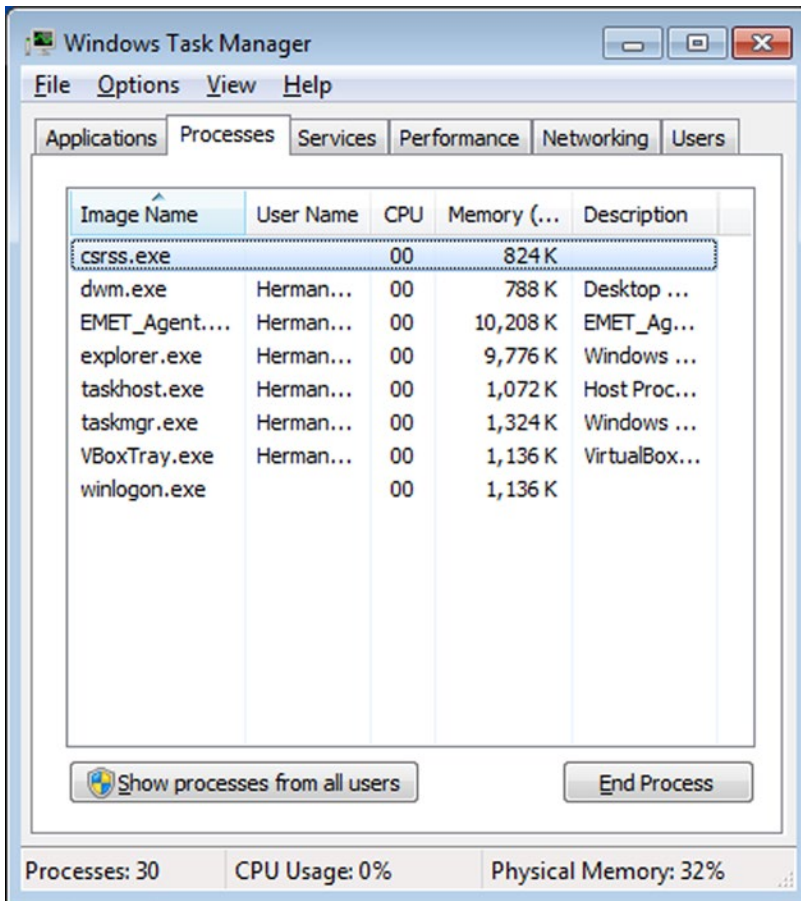 Windows Task Manager
File Options View Help
Applications Processes Services Performance Networking Users
Image Name User Name CPU Memory (... Description
csrss.exe 00 824 K
dwm.exe Herman... 00 788 K Desktop ...
EMET_Agent.... Herman... 00 10,208 K EMET_Ag...
explorer.exe Herman... 00 9,776 K Windows ...
taskhost.exe Herman... 00 1,072 K Host Proc...
taskmgr.exe Herman... 00 1,324 K Windows ...
VBoxTray.exe Herman... 00 1,136 K VirtualBox...
winlogon.exe 00 1,136 K
Show processes from all users End Process
Processes: 30 CPU Usage: 0% Physical Memory: 32%